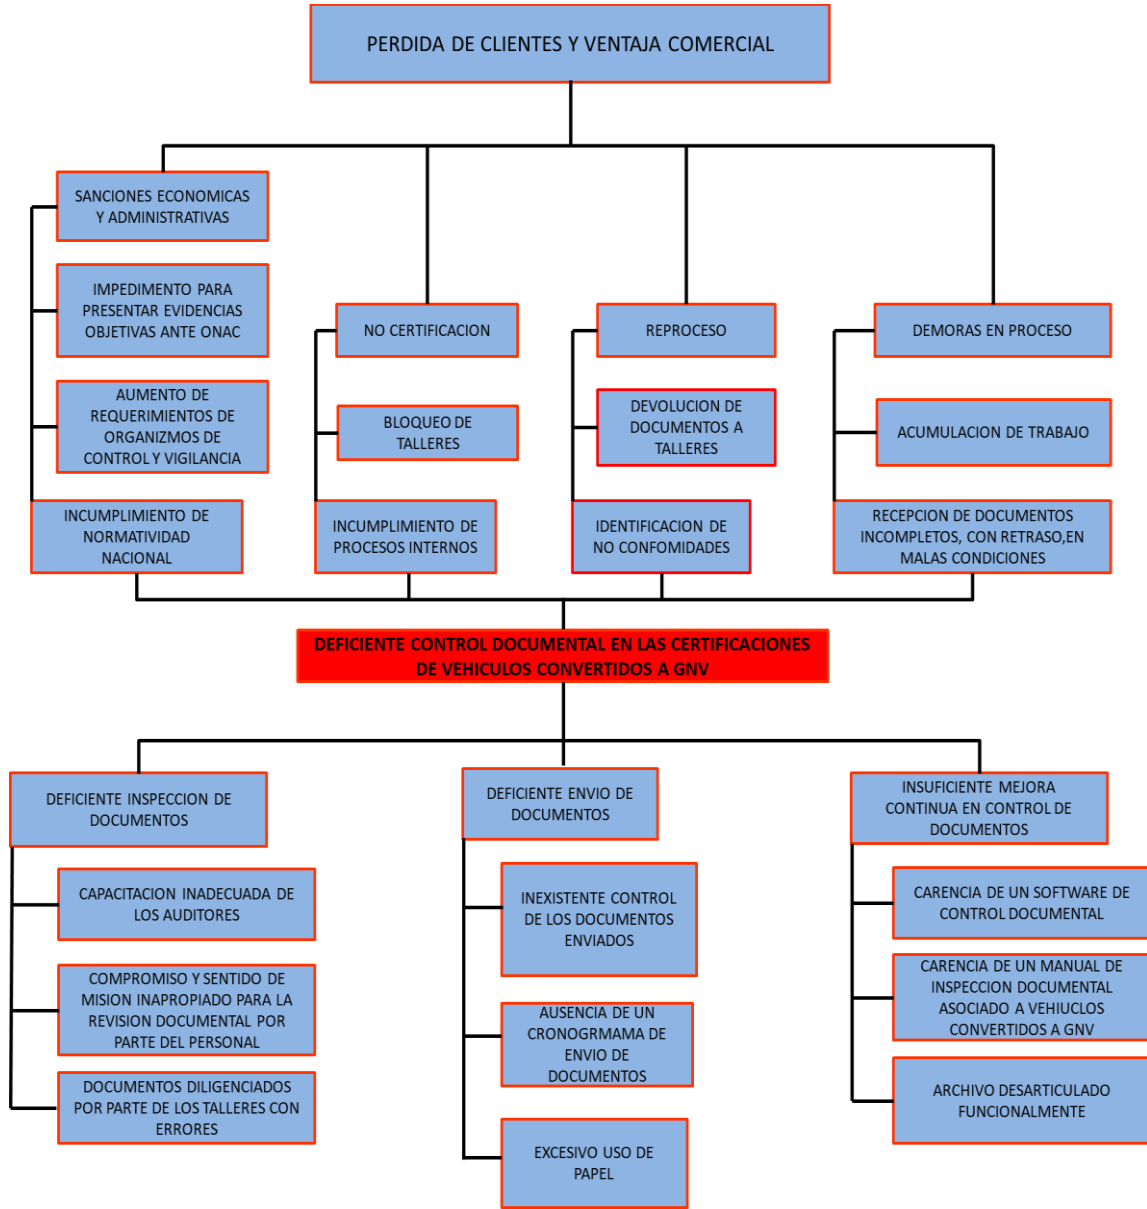 PERDIDA DE CLIENTES Y VENTAJA COMERCIAL
SANCIONES ECONOMICAS
Y ADMINISTRATIVAS
IMPEDIMENTO PARA
PRESENTAR EVIDENCIAS
OBJETIVAS ANTE ONAC
AUMENTO DE
REQUERIMIENTOS DE
ORGANIZMOS DE
CONTROL Y VIGILANCIA
INCUMPLIMIENTO DE
NORMATIVIDAD
NACIONAL
NO CERTIFICACION
BLOQUEO DE
TALLERES
INCUMPLIMIENTO DE
PROCESOS INTERNOS
REPROCESO
DEVOLUCION DE
DOCUMENTOS A
TALLERES
IDENTIFICACION DE
NO CONFOMIDADES
DEMORAS EN PROCESO
ACUMULACION DE TRABAJO
RECEPCION DE DOCUMENTOS
INCOMPLETOS, CON RETRASO,EN
MALAS CONDICIONES
DEFICIENTE CONTROL DOCUMENTAL EN LAS CERTIFICACIONES
DE VEHICULOS CONVERTIDOS A GNV
DEFICIENTE INSPECCION DE
DOCUMENTOS
CAPACITACION INADECUADA DE
LOS AUDITORES
COMPROMISO Y SENTIDO DE
MISION INAPROPIADO PARA LA
REVISION DOCUMENTAL POR
PARTE DEL PERSONAL
DOCUMENTOS DILIGENCIADOS
POR PARTE DE LOS TALLERES CON
ERRORES
DEFICIENTE ENVIO DE
DOCUMENTOS
INEXISTENTE CONTROL
DE LOS DOCUMENTOS
ENVIADOS
AUSENCIA DE UN
CRONOGRMAMA DE
ENVIO DE
DOCUMENTOS
EXCESIVO USO DE
PAPEL
INSUFICIENTE MEJORA
CONTINUA EN CONTROL DE
DOCUMENTOS
CARENCIA DE UN SOFTWARE DE
CONTROL DOCUMENTAL
CARENCIA DE UN MANUAL DE
INSPECCION DOCUMENTAL
ASOCIADO A VEHIUCLOS
CONVERTIDOS A GNV
ARCHIVO DESARTICULADO
FUNCIONALMENTE